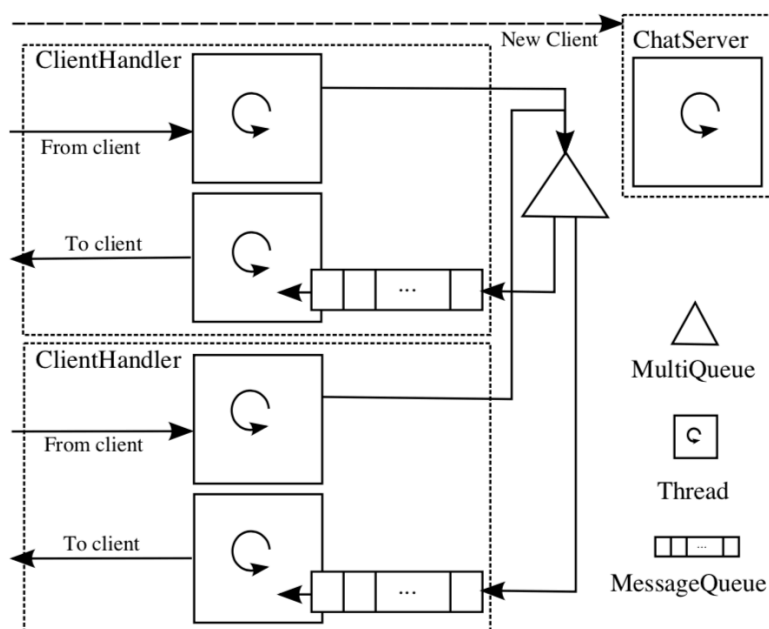 New Client
ChatServer
ClientHandler
From client
To client
...
ClientHandler
From client
To client
...
MultiQueue
Thread
...
MessageQueue